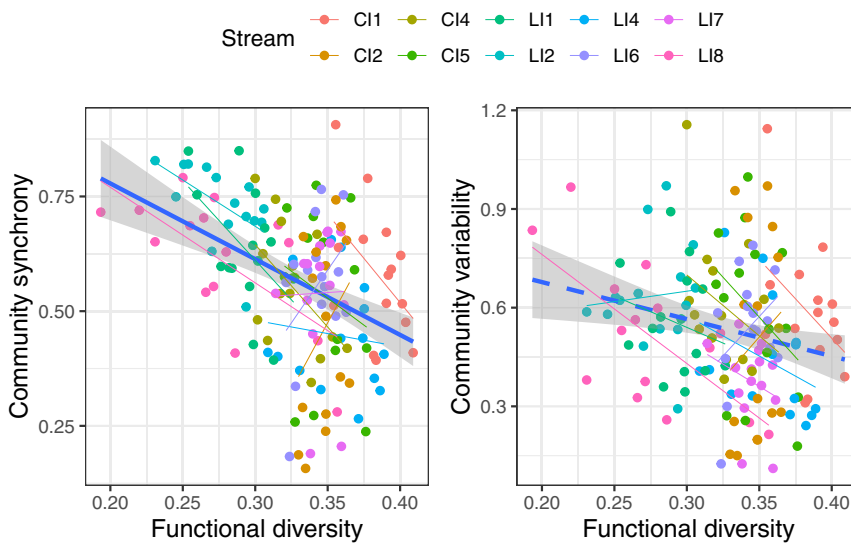 Stream CI1 CI4 LI1 LI4 LI7
CI2 CI5 LI2 LI6 LI8
Community synchrony
0.75
0.50
0.25
0.20 0.25 0.30 0.35 0.40
Functional diversity
Community variability
1.2
0.9
0.6
0.3
0.20 0.25 0.30 0.35 0.40
Functional diversity